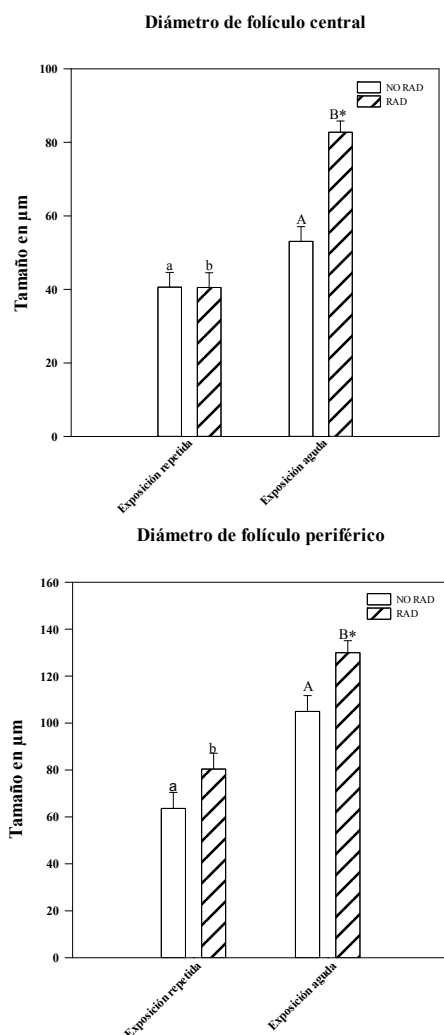 Diámetro de folículo central
100
NO RAD
RAD
B*
80
Tamaño en µm
60
A
a
b
40
20
0
Exposición repetida
Exposición aguda
Diámetro de folículo periférico
160
NO RAD
RAD
140
B*
120
A
Tamaño en µm
100
b
80
a
60
40
20
0
Exposición repetida
Exposición aguda